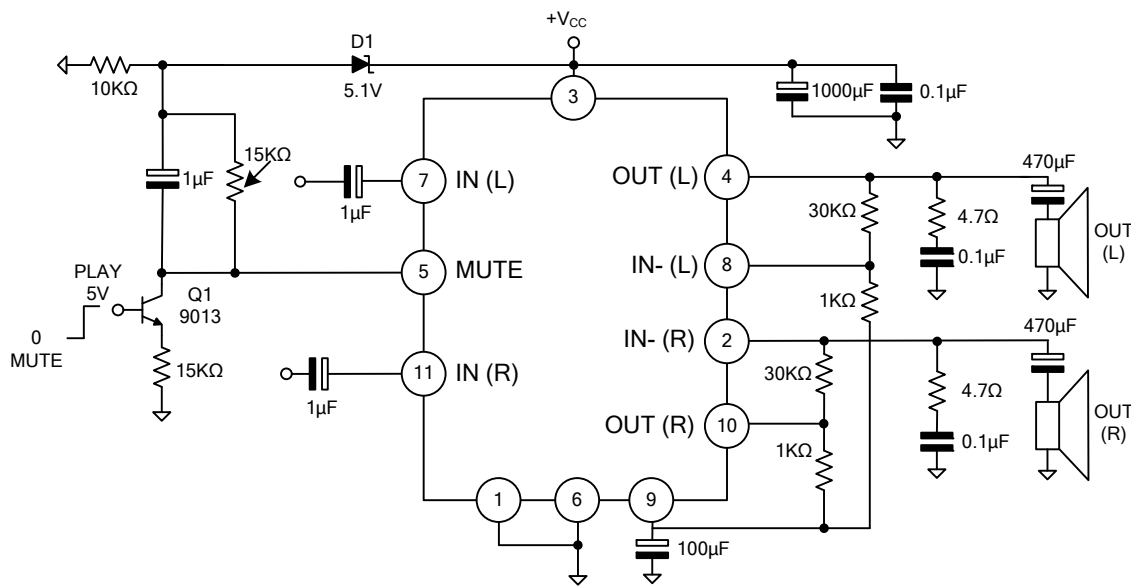 +VCC
D1
10KΩ
5.1V
3
1000µF
0.1µF
15KΩ
1µF
7
IN (L)
1µF
OUT (L)
4
470µF
30KΩ
4.7Ω
0.1µF
OUT
(L)
PLAY
5V
Q1
9013
0
MUTE
15KΩ
5
MUTE
IN- (L)
8
1KΩ
IN- (R)
2
470µF
11
IN (R)
1µF
30KΩ
4.7Ω
0.1µF
OUT
(R)
OUT (R)
10
1KΩ
1
6
9
100µF